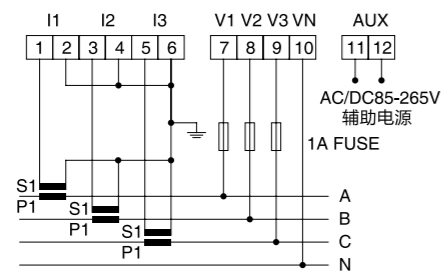 I1 I2 I3 V1 V2 V3 VN AUX
1 2 3 4 5 6 7 8 9 10 11 12
AC/DC85-265V
辅助电源
1A FUSE
S1
P1 A
S1
P1 B
S1
P1 C
N